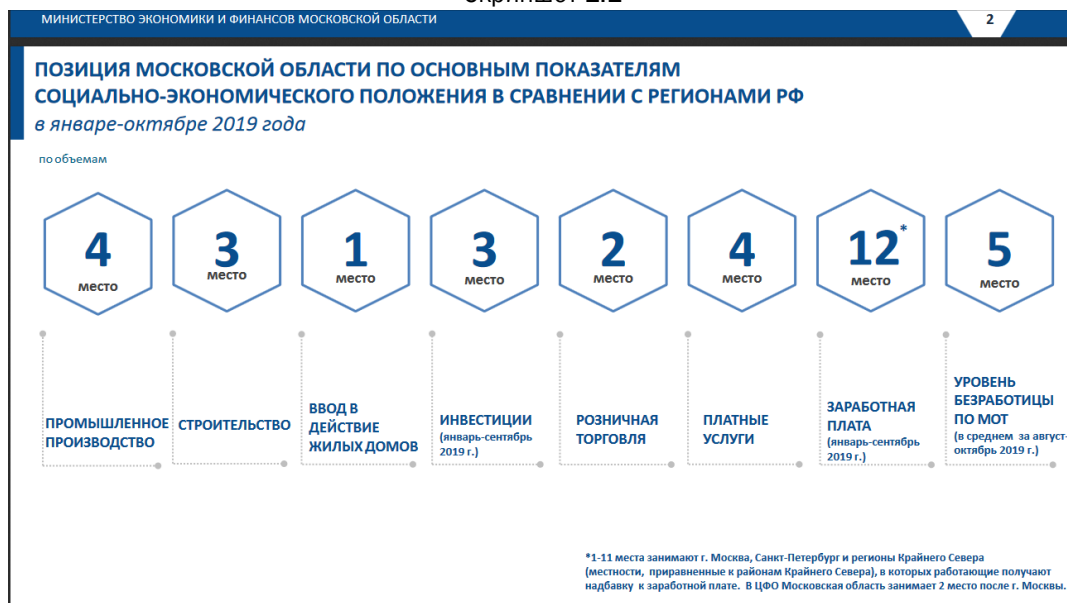 МИНИСТЕРСТВО ЭКОНОМИКИ И ФИНАНСОВ МОСКОВСКОЙ ОБЛАСТИ
2
ПОЗИЦИЯ МОСКОВСКОЙ ОБЛАСТИ ПО ОСНОВНЫМ ПОКАЗАТЕЛЯМ
СОЦИАЛЬНО-ЭКОНОМИЧЕСКОГО ПОЛОЖЕНИЯ В СРАВНЕНИИ С РЕГИОНАМИ РФ
в январе-октябре 2019 года
по объемам
4
место
3
место
1
место
3
место
2
место
4
место
12*
место
5
место
ПРОМЫШЛЕННОЕ
ПРОИЗВОДСТВО
СТРОИТЕЛЬСТВО
ВВОД В
ДЕЙСТВИЕ
ЖИЛЫХ ДОМОВ
ИНВЕСТИЦИИ
(январь-сентябрь
2019 г.)
РОЗНИЧНАЯ
ТОРГОВЛЯ
ПЛАТНЫЕ
УСЛУГИ
ЗАРАБОТНАЯ
ПЛАТА
(январь-сентябрь
2019 г.)
УРОВЕНЬ
БЕЗРАБОТИЦЫ
ПО МОТ
(в среднем за август-
октябрь 2019 г.)
*1-11 места занимают г. Москва, Санкт-Петербург и регионы Крайнего Севера
(местности, приравненные к районам Крайнего Севера), в которых работающие получают
надбавку к заработной плате. В ЦФО Московская область занимает 2 место после г. Москвы.